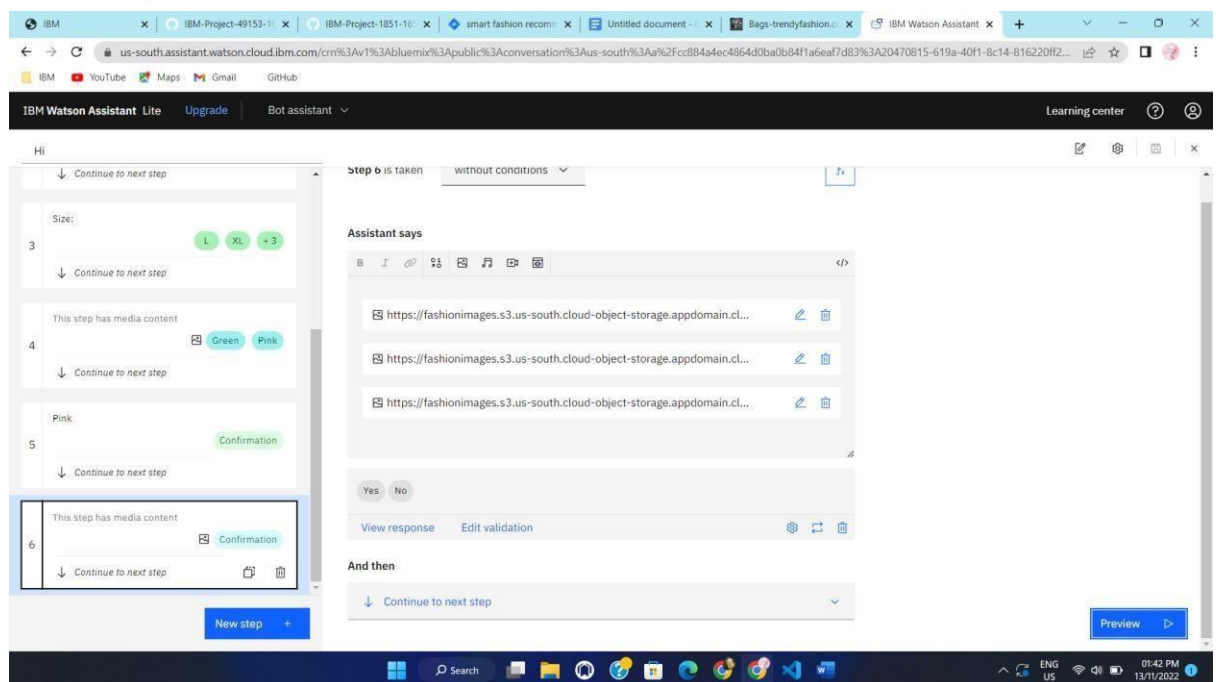 IBM
IBM-Project-49153-1
IBM-Project-1851-16
smart fashion recomm
Untitled document -
Bags-trendyfashion.c
IBM Watson Assistant
us-south.assistant.watson.cloud.ibm.com/crn%3Av1%3Abluemix%3Apublic%3Aconversation%3Aus-south%3Aa%2Fcc884a4ec4864d0ba0b84f1a6eaf7d83%3A20470815-619a-40f1-8c14-816220ff2...
IBM YouTube Maps Gmail GitHub
IBM Watson Assistant Lite Upgrade Bot assistant Learning center
Hi
Continue to next step
3
Size:
L XL +3
Continue to next step
4
This step has media content
Green Pink
Continue to next step
5
Pink
Confirmation
Continue to next step
6
This step has media content
Confirmation
Continue to next step
New step +
Step 6 is taken without conditions fx
Assistant says
B I </>
https://fashionimages.s3.us-south.cloud-object-storage.appdomain.cl...
https://fashionimages.s3.us-south.cloud-object-storage.appdomain.cl...
https://fashionimages.s3.us-south.cloud-object-storage.appdomain.cl...
Yes No
View response Edit validation
And then
Continue to next step
Preview
Search
ENG
US
01:42 PM
13/11/2022
1